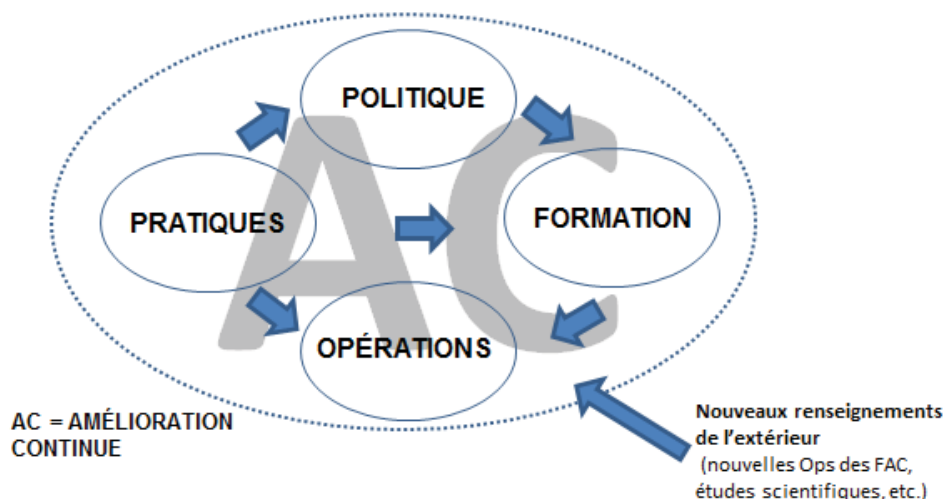 AC
POLITIQUE
PRATIQUES
FORMATION
OPÉRATIONS
AC = AMÉLIORATION
CONTINUE
Nouveaux renseignements
de l'extérieur
(nouvelles Ops des FAC,
études scientifiques, etc.)